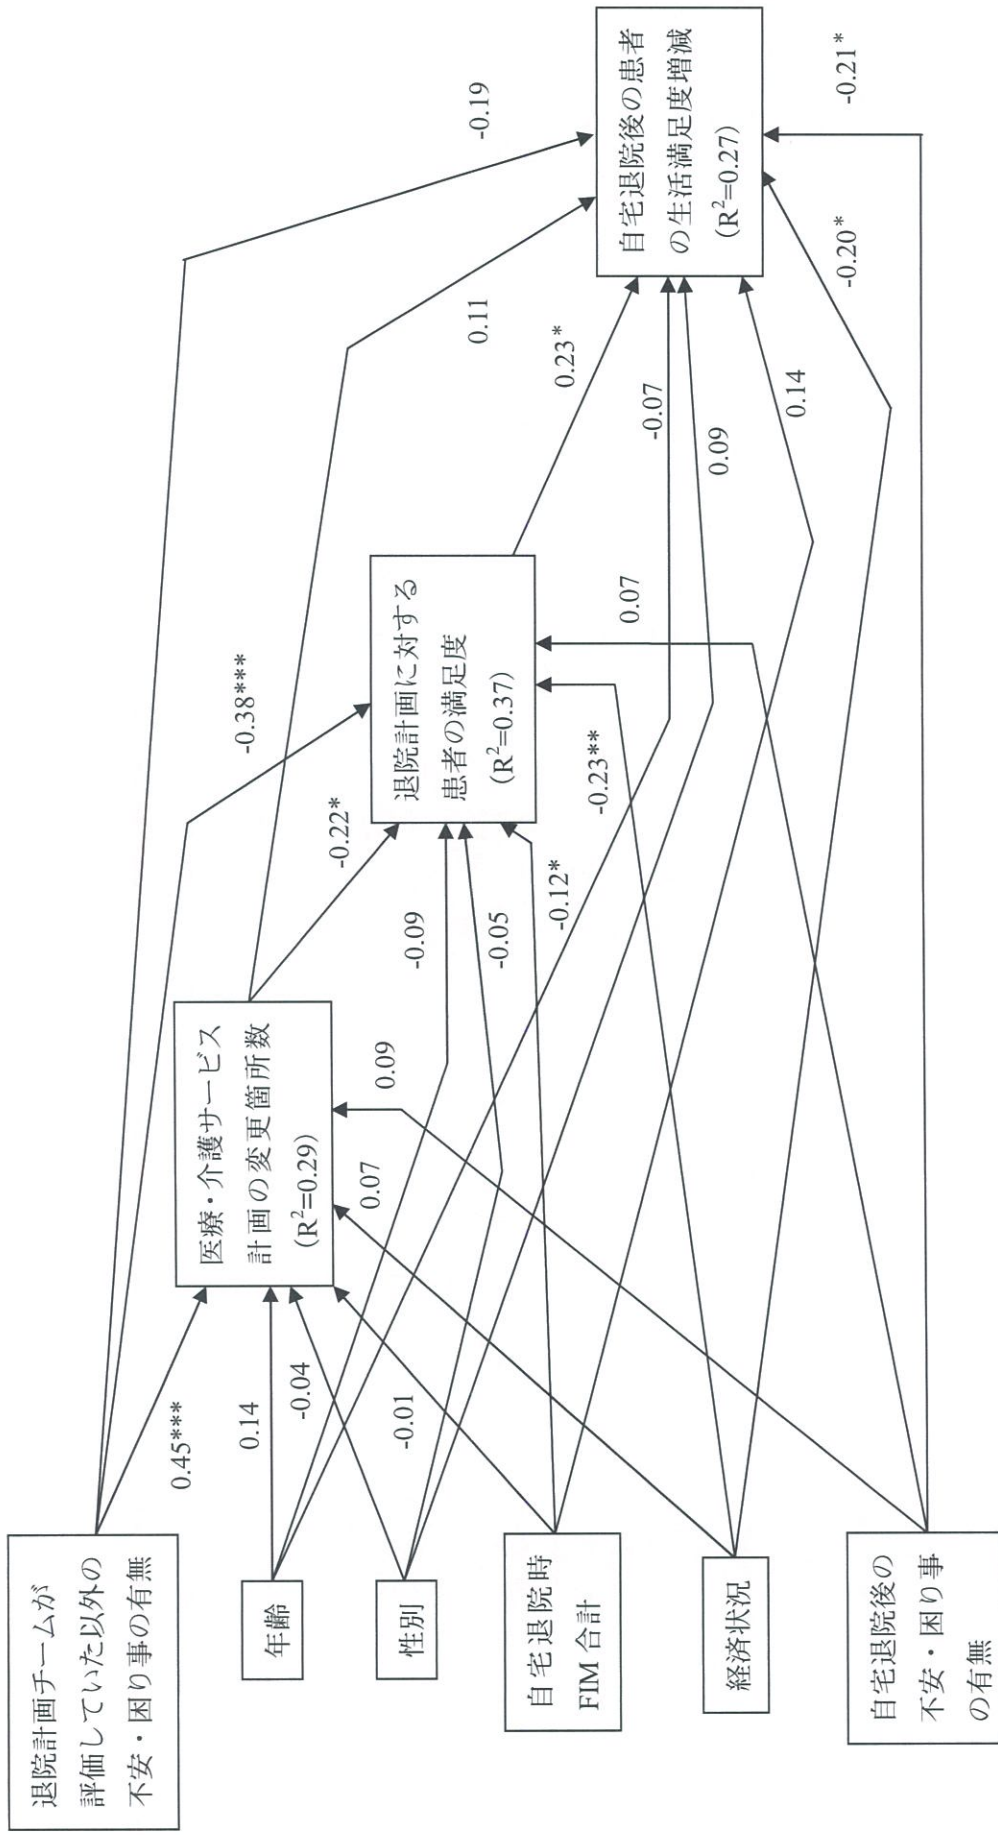 退院計画チームが
評価していた以外の
不安・困り事の有無
年齢
性別
自宅退院時
FIM 合計
経済状況
自宅退院後の
不安・困り事
の有無
0.45***
0.14
-0.04
-0.01
0.07
0.09
医療・介護サービス
計画の変更箇所数
(R²=0.29)
-0.38***
-0.22*
-0.09
-0.05
-0.12*
-0.23**
0.07
退院計画に対する
患者の満足度
(R²=0.37)
-0.19
0.11
0.23*
-0.07
0.09
0.14
-0.20*
-0.21*
自宅退院後の患者
の生活満足度増減
(R²=0.27)